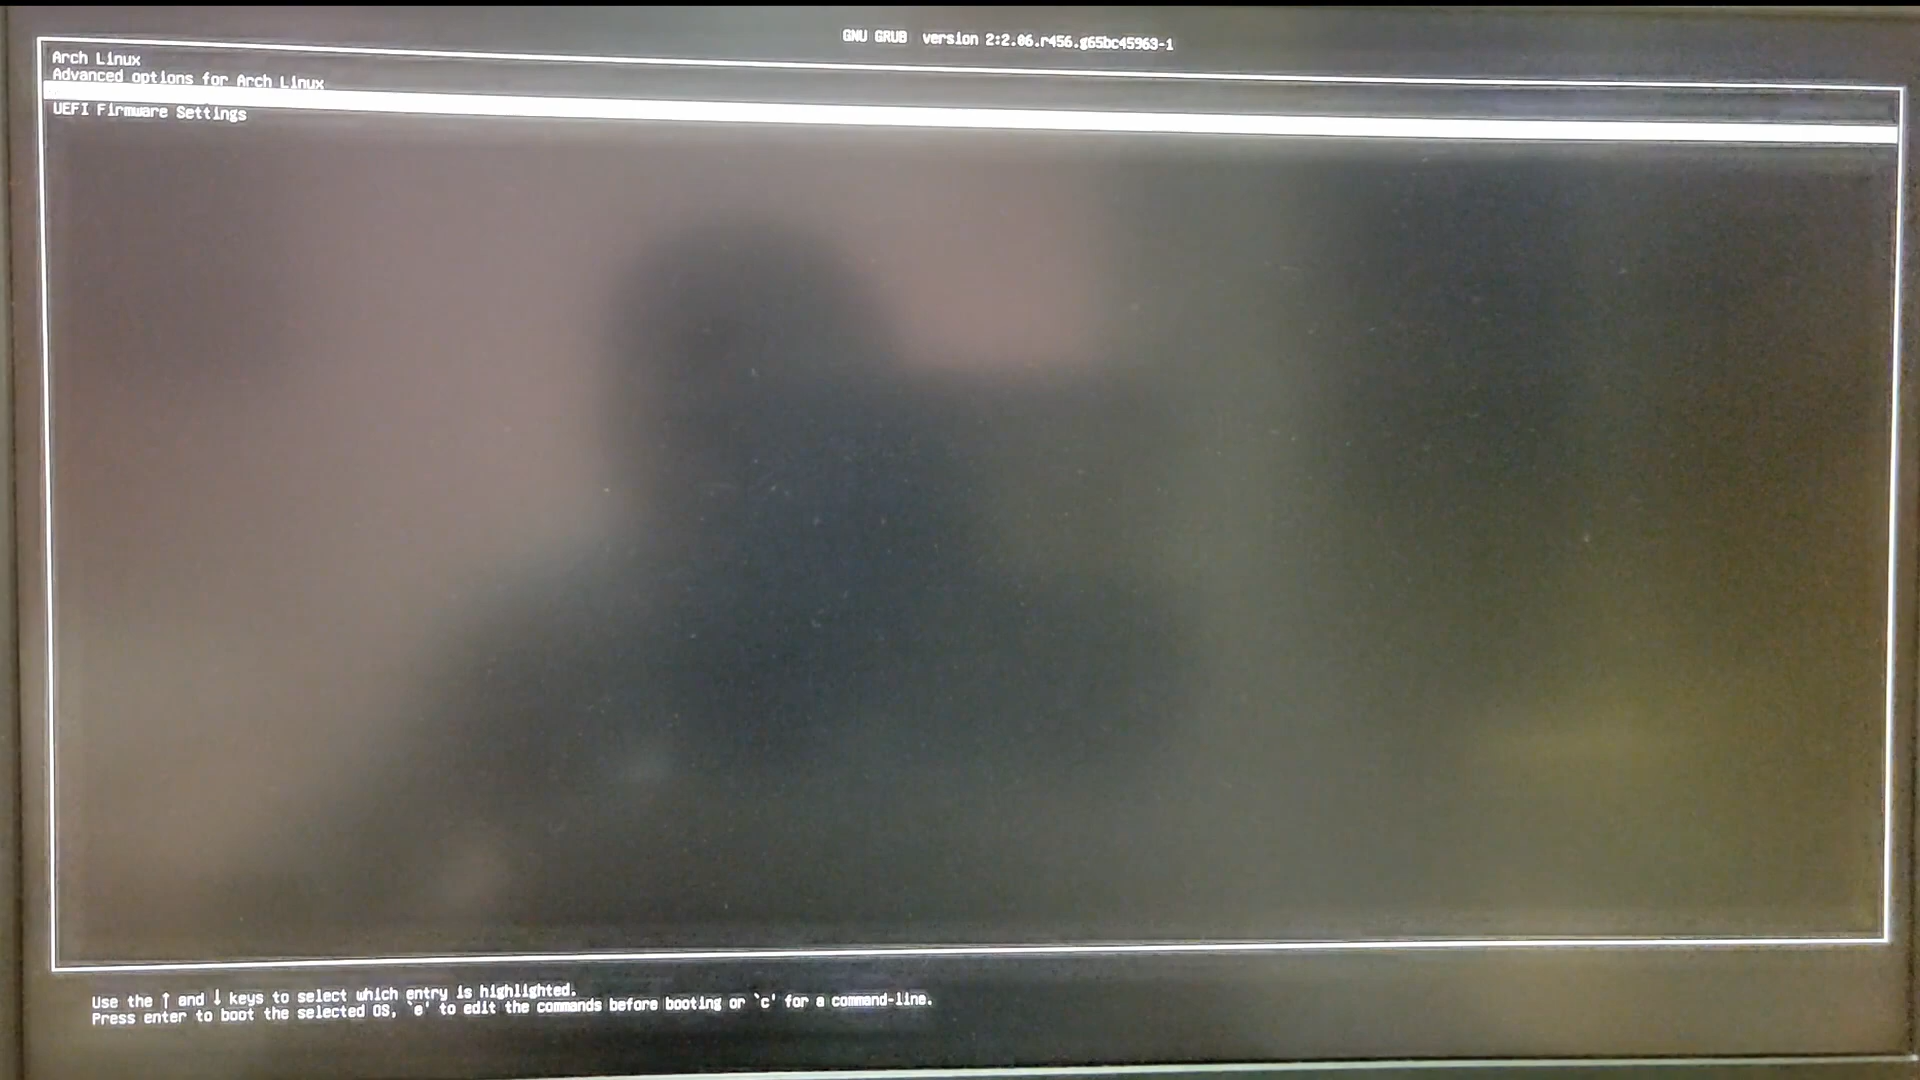 GNU GRUB  version 2:2.06.r456.g65bc45963-1
Arch Linux
Advanced options for Arch Linux
UEFI Firmware Settings
Use the ↑ and ↓ keys to select which entry is highlighted.
Press enter to boot the selected OS, `e' to edit the commands before booting or `c' for a command-line.